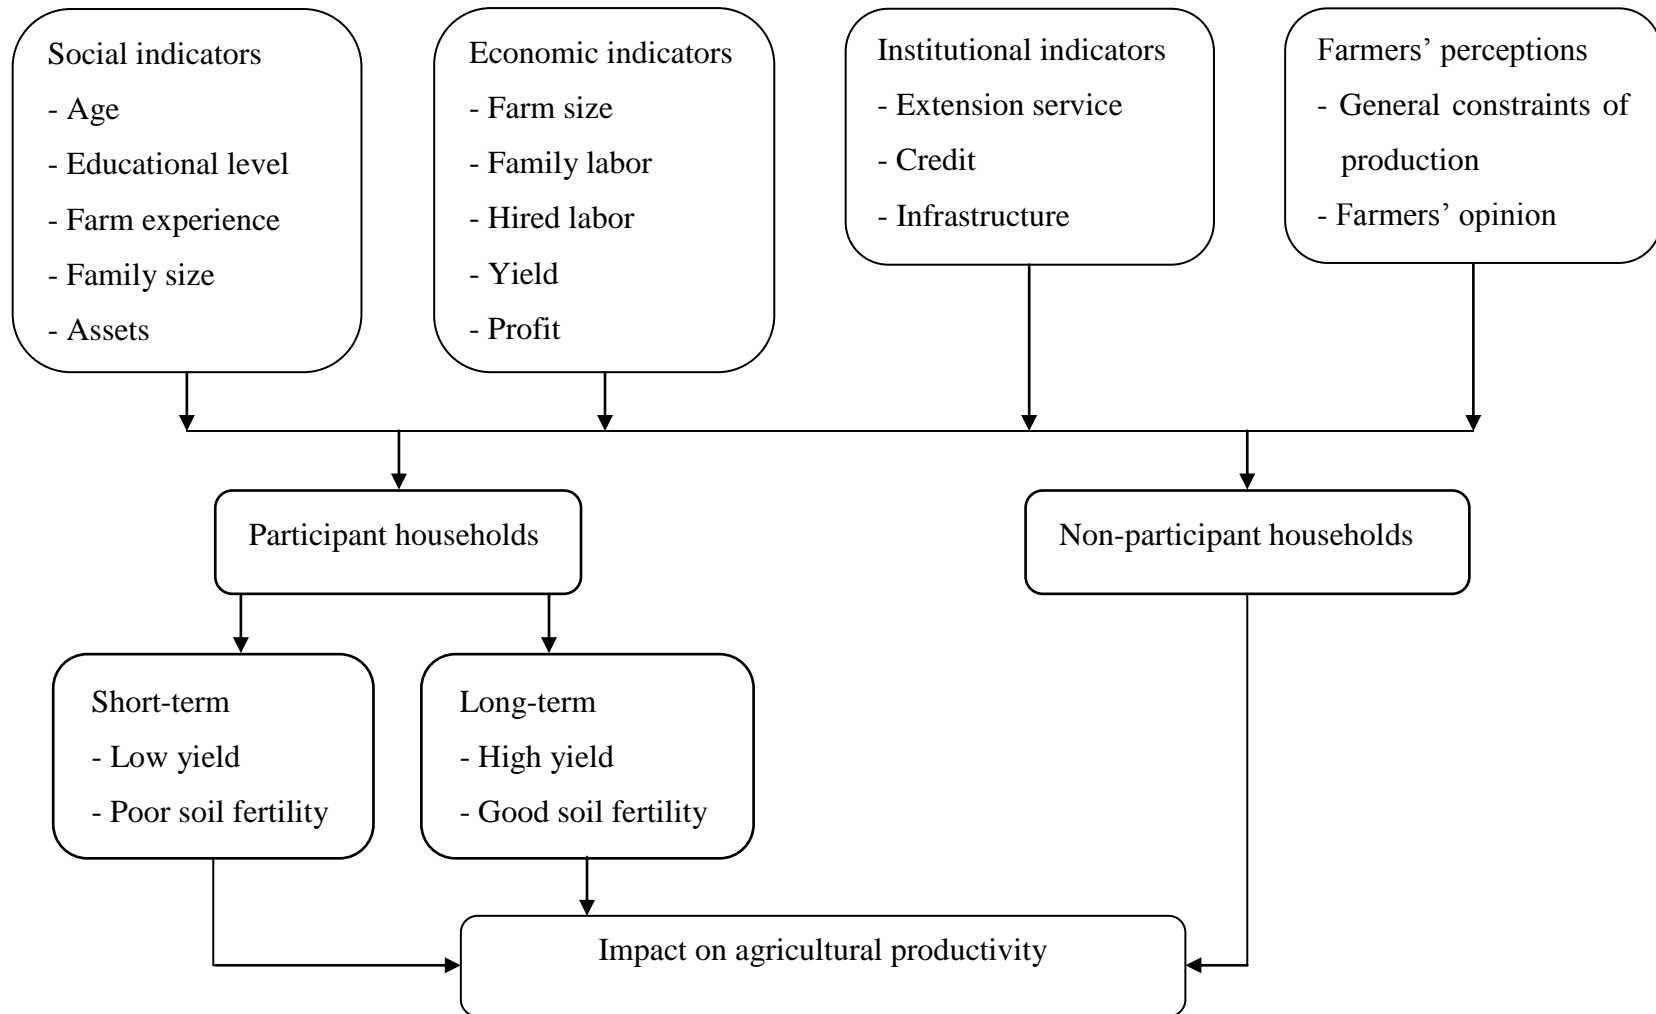 Social indicators
- Age
- Educational level
- Farm experience
- Family size
- Assets
Economic indicators
- Farm size
- Family labor
- Hired labor
- Yield
- Profit
Institutional indicators
- Extension service
- Credit
- Infrastructure
Farmers’ perceptions
- General constraints of
production
- Farmers’ opinion
Participant households
Non-participant households
Short-term
- Low yield
- Poor soil fertility
Long-term
- High yield
- Good soil fertility
Impact on agricultural productivity